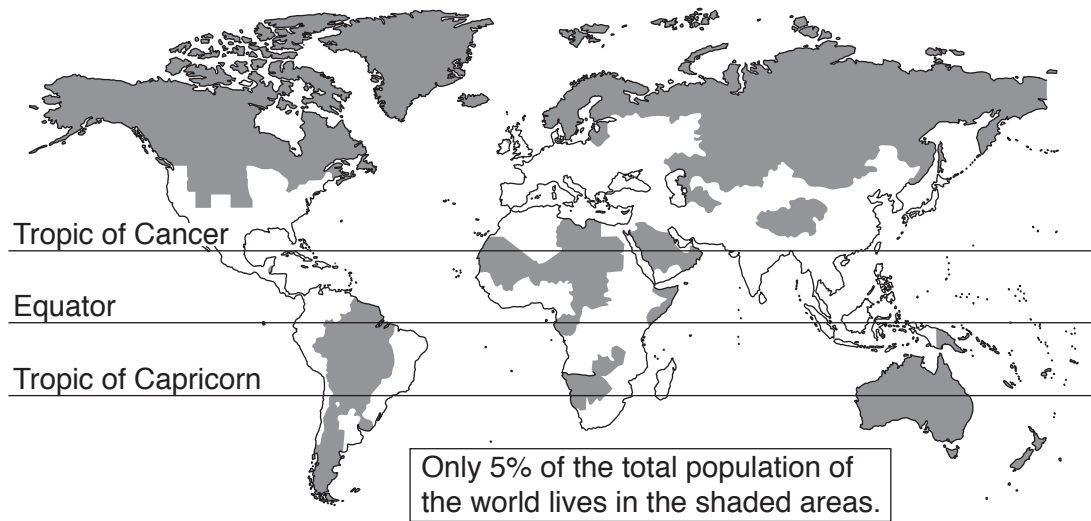 Tropic of Cancer
Equator
Tropic of Capricorn
Only 5% of the total population of
the world lives in the shaded areas.